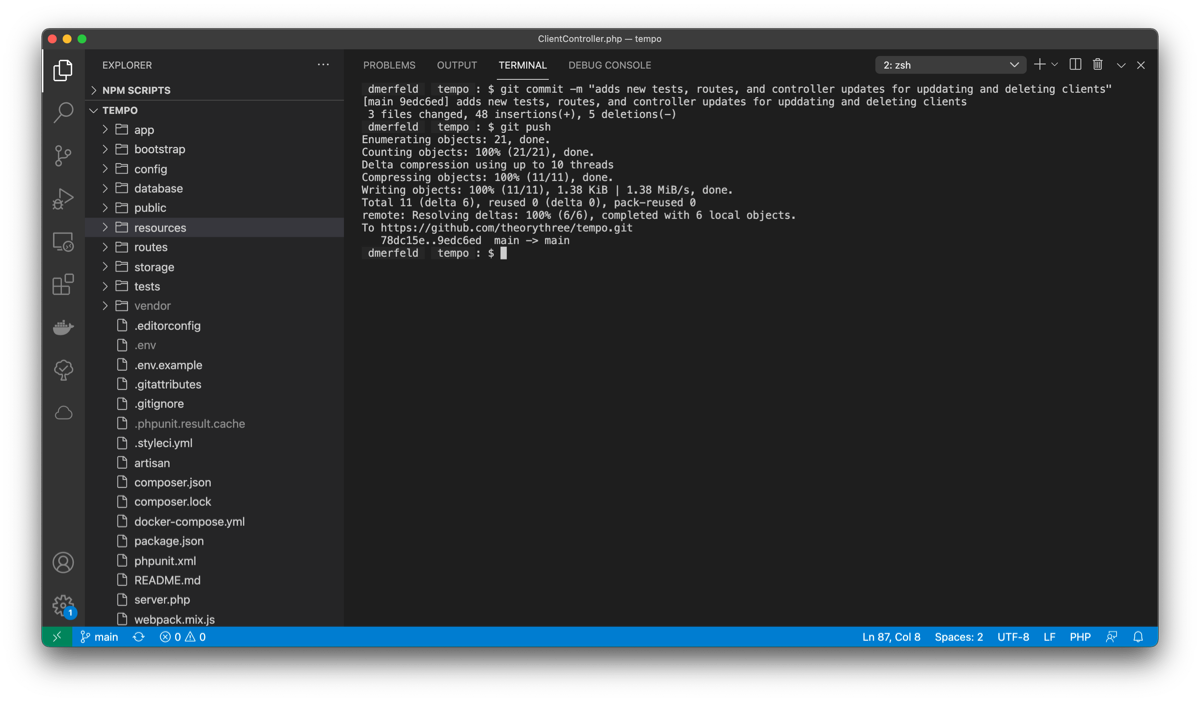 ClientController.php — tempo
EXPLORER
NPM SCRIPTS
TEMPO
app
bootstrap
config
database
public
resources
routes
storage
tests
vendor
.editorconfig
.env
.env.example
.gitattributes
.gitignore
.phpunit.result.cache
.styleci.yml
artisan
composer.json
composer.lock
docker-compose.yml
package.json
phpunit.xml
README.md
server.php
webpack.mix.js
1
PROBLEMS OUTPUT TERMINAL DEBUG CONSOLE 2: zsh
dmerfeld tempo : $ git commit -m "adds new tests, routes, and controller updates for upddating and deleting clients"
[main 9edc6ed] adds new tests, routes, and controller updates for upddating and deleting clients
3 files changed, 48 insertions(+), 5 deletions(-)
dmerfeld tempo : $ git push
Enumerating objects: 21, done.
Counting objects: 100% (21/21), done.
Delta compression using up to 10 threads
Compressing objects: 100% (11/11), done.
Writing objects: 100% (11/11), 1.38 KiB | 1.38 MiB/s, done.
Total 11 (delta 6), reused 0 (delta 0), pack-reused 0
remote: Resolving deltas: 100% (6/6), completed with 6 local objects.
To https://github.com/theorythree/tempo.git
78dc15e..9edc6ed main -> main
dmerfeld tempo : $
main 0 0 Ln 87, Col 8 Spaces: 2 UTF-8 LF PHP